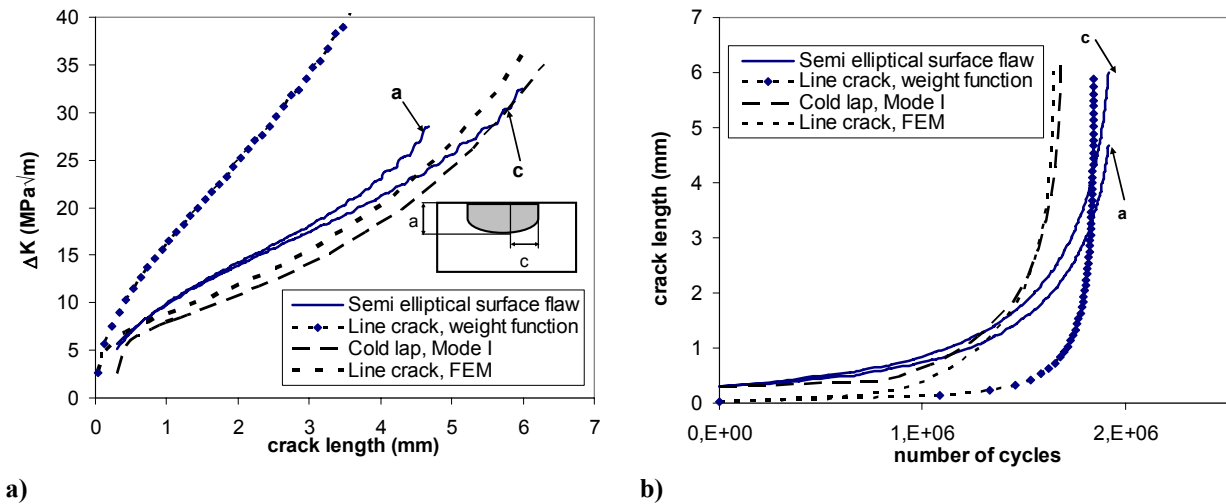 40
35
30
25
20
15
10
5
0
ΔK (MPa√m)
a
c
a
c
Semi elliptical surface flaw
Line crack, weight function
Cold lap, Mode I
Line crack, FEM
0 1 2 3 4 5 6 7
crack length (mm)
a)
7
6
5
4
3
2
1
0
crack length (mm)
c
Semi elliptical surface flaw
Line crack, weight function
Cold lap, Mode I
Line crack, FEM
a
0,E+00 1,E+06 2,E+06
number of cycles
b)